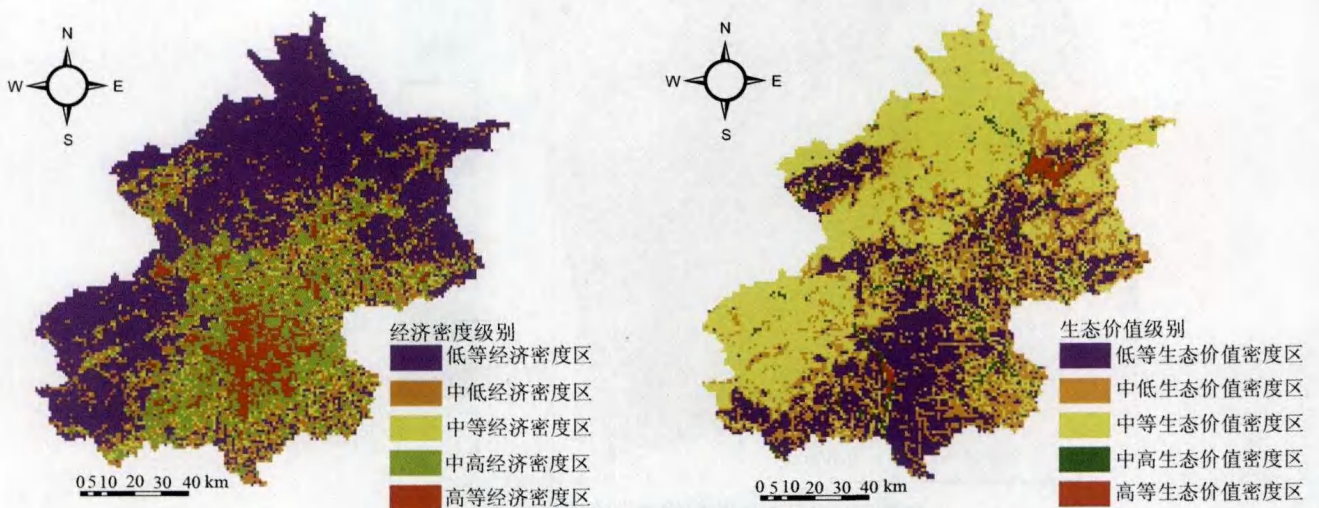 N
W E
S
经济密度级别
低等经济密度区
中低经济密度区
中等经济密度区
中高经济密度区
高等经济密度区
0 5 10 20 30 40 km
N
W E
S
生态价值级别
低等生态价值密度区
中低生态价值密度区
中等生态价值密度区
中高生态价值密度区
高等生态价值密度区
0 5 10 20 30 40 km